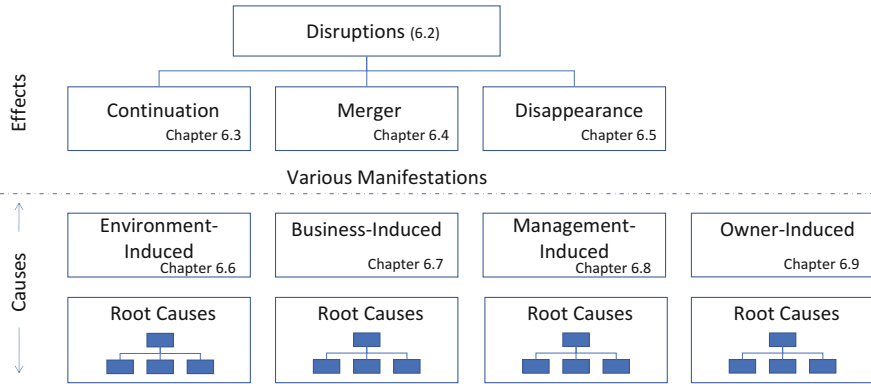 Disruptions (6.2)
Effects
Continuation
Chapter 6.3
Merger
Chapter 6.4
Disappearance
Chapter 6.5
Various Manifestations
Causes
Environment-
Induced
Chapter 6.6
Business-Induced
Chapter 6.7
Management-
Induced
Chapter 6.8
Owner-Induced
Chapter 6.9
Root Causes
Root Causes
Root Causes
Root Causes